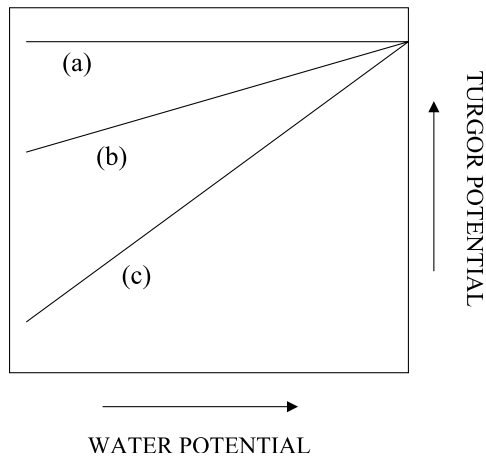 (a)
(b)
(c)
TURGOR POTENTIAL
WATER POTENTIAL